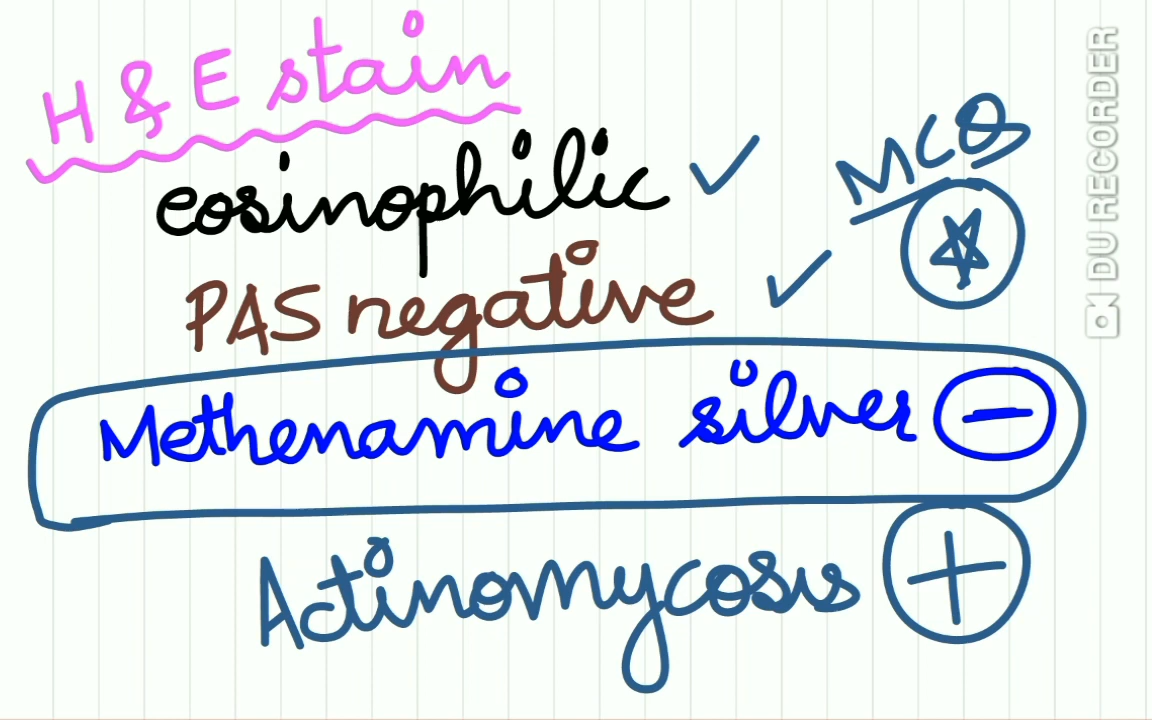 H & E stain
eosinophilic ✓
MCQ
PAS negative ✓
Methenamine silver ⊖
Actinomycosis ⊕
DU RECORDER